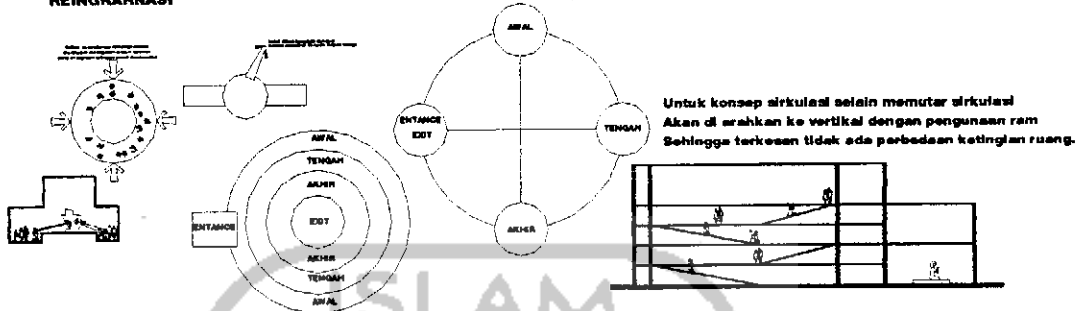 REINGKARNASI
AWAL
ENTANCE
EXIT
TENGAH
AKHIR
Untuk konsep sirkulasi selain memutar sirkulasi
Akan di arahkan ke vertikal dengan pengunaan ram
Sehingga terkesan tidak ada perbedaan ketingian ruang.
AWAL
TENGAH
AKHIR
EXIT
ENTANCE
AKHIR
TENGAH
AWAL
ISLAM